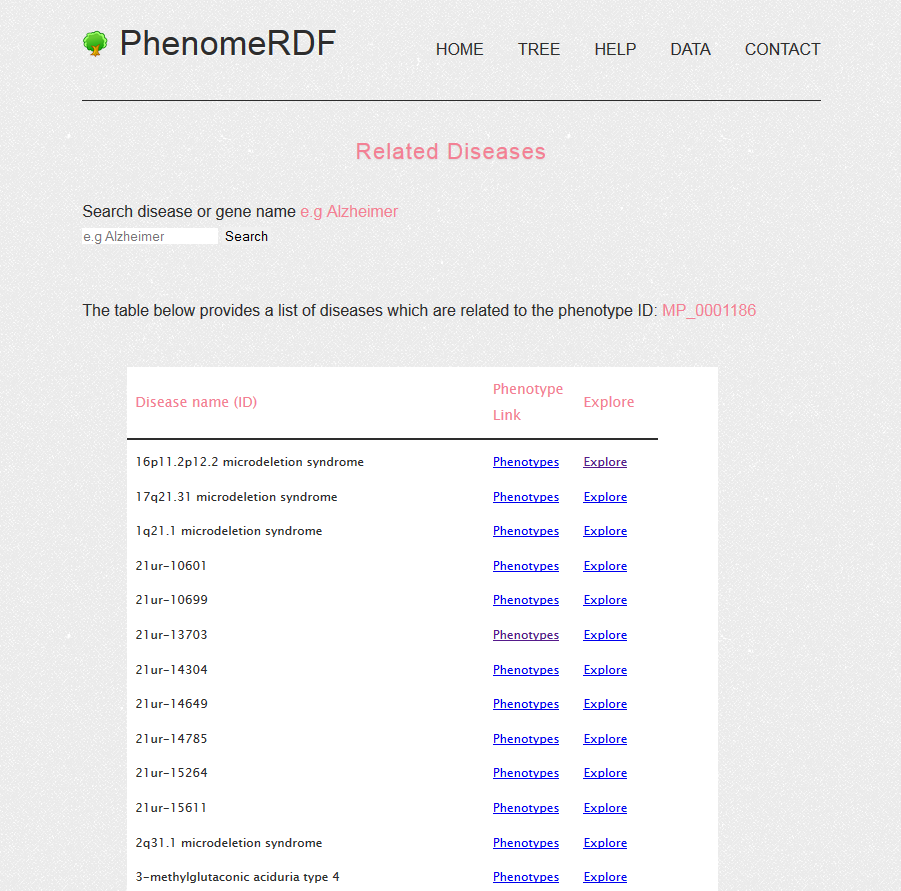 PhenomeRDF HOME TREE HELP DATA CONTACT
Related Diseases
Search disease or gene name e.g Alzheimer
e.g Alzheimer Search
The table below provides a list of diseases which are related to the phenotype ID: MP_0001186
Disease name (ID) Phenotype Link Explore
16p11.2p12.2 microdeletion syndrome Phenotypes Explore
17q21.31 microdeletion syndrome Phenotypes Explore
1q21.1 microdeletion syndrome Phenotypes Explore
21ur-10601 Phenotypes Explore
21ur-10699 Phenotypes Explore
21ur-13703 Phenotypes Explore
21ur-14304 Phenotypes Explore
21ur-14649 Phenotypes Explore
21ur-14785 Phenotypes Explore
21ur-15264 Phenotypes Explore
21ur-15611 Phenotypes Explore
2q31.1 microdeletion syndrome Phenotypes Explore
3-methylglutaconic aciduria type 4 Phenotypes Explore